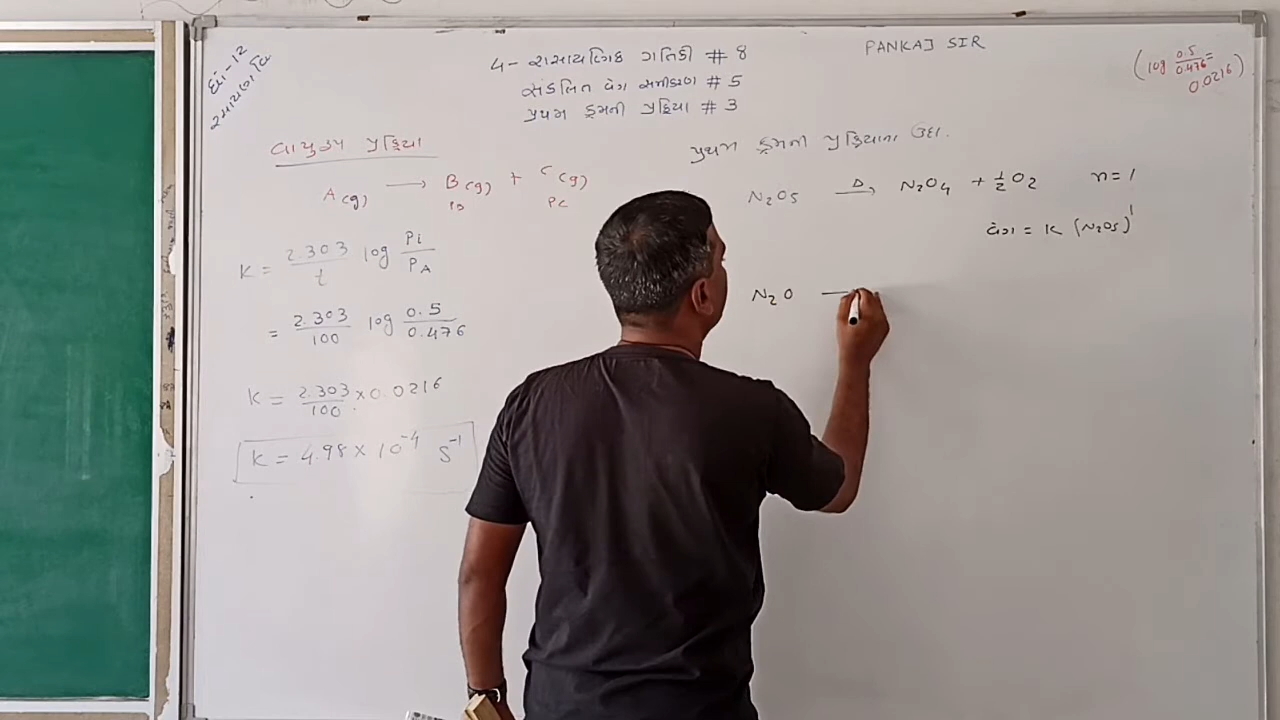 ધો-12
રસાયણ વિ
4- રાસાયણિક ગતિકી # 8
સંકલિત વેગ સમીકરણ # 5
પ્રથમ ક્રમની પ્રક્રિયા # 3
PANKAJ SIR
(log 0.5/0.476 = 0.0216)
વાયુરૂપ પ્રક્રિયા
A(g) ⟶ B(g) + C(g)
PB PC
K = 2.303/t log Pi/PA
= 2.303/100 log 0.5/0.476
K = 2.303/100 × 0.0216
K = 4.98 × 10⁻⁴ S⁻¹
પ્રથમ ક્રમની પ્રક્રિયાના ઉદા.
N₂O₅ —Δ→ N₂O₄ + ½ O₂ n = 1
વેગ = K (N₂O₅)¹
N₂O —